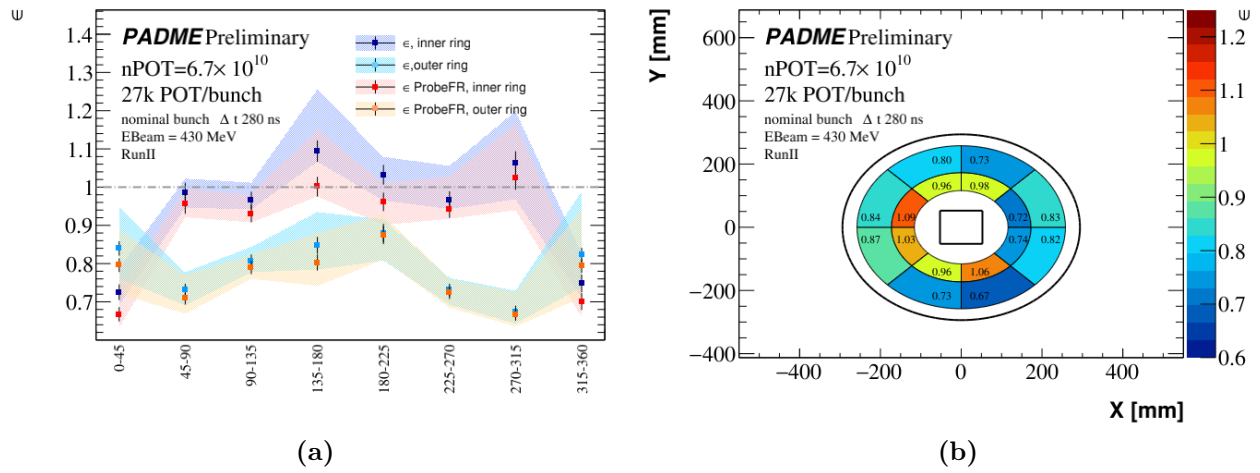 ∈
PADME Preliminary
nPOT=6.7× 10^10
27k POT/bunch
nominal bunch Δ t 280 ns
EBeam = 430 MeV
RunII
∈, inner ring
∈,outer ring
∈ ProbeFR, inner ring
∈ ProbeFR, outer ring
1.4
1.3
1.2
1.1
1
0.9
0.8
0.7
0-45
45-90
90-135
135-180
180-225
225-270
270-315
315-360
(a)
Y [mm]
PADME Preliminary
nPOT=6.7× 10^10
27k POT/bunch
nominal bunch Δ t 280 ns
EBeam = 430 MeV
RunII
600
400
200
0
−200
−400
0.80 0.73
0.96 0.98
0.84 1.09 0.72 0.83
0.87 1.03 0.74 0.82
0.96 1.06
0.73 0.67
−400 −200 0 200 400
X [mm]
∈
1.2
1.1
1
0.9
0.8
0.7
0.6
(b)